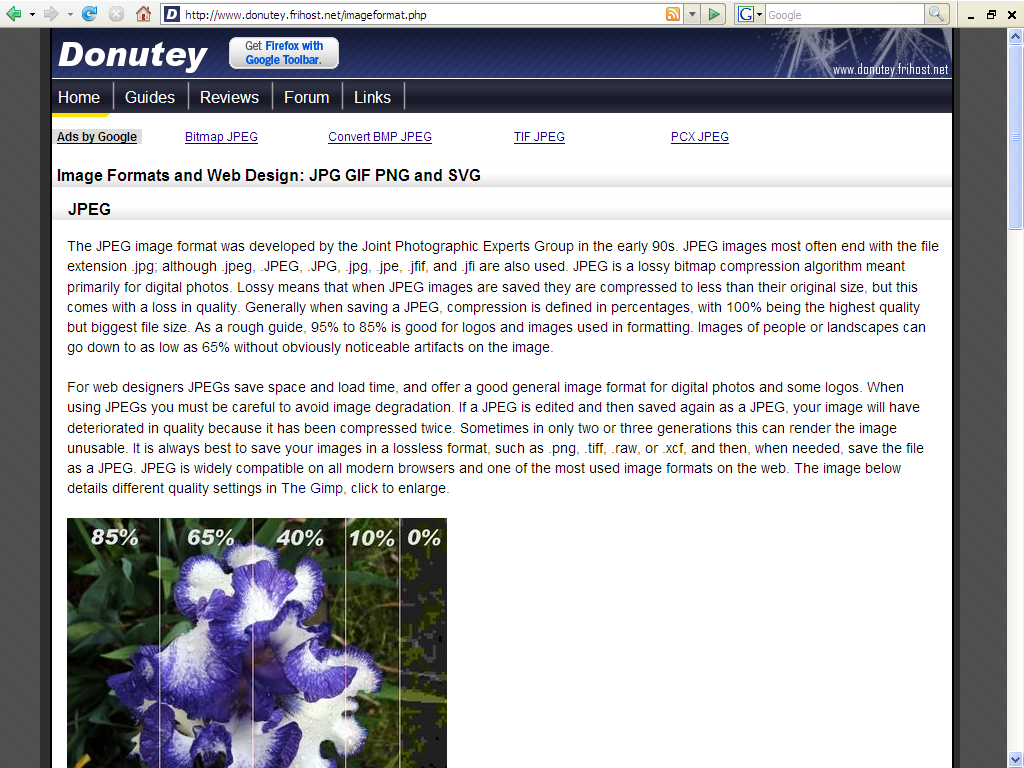 http://www.donutey.frihost.net/imageformat.php
Google
Donutey
Get Firefox with
Google Toolbar.
www.donutey.frihost.net
Home Guides Reviews Forum Links
Ads by Google Bitmap JPEG Convert BMP JPEG TIF JPEG PCX JPEG
Image Formats and Web Design: JPG GIF PNG and SVG
JPEG
The JPEG image format was developed by the Joint Photographic Experts Group in the early 90s. JPEG images most often end with the file
extension .jpg; although .jpeg, .JPEG, .JPG, .jpg, .jpe, .jfif, and .jfi are also used. JPEG is a lossy bitmap compression algorithm meant
primarily for digital photos. Lossy means that when JPEG images are saved they are compressed to less than their original size, but this
comes with a loss in quality. Generally when saving a JPEG, compression is defined in percentages, with 100% being the highest quality
but biggest file size. As a rough guide, 95% to 85% is good for logos and images used in formatting. Images of people or landscapes can
go down to as low as 65% without obviously noticeable artifacts on the image.
For web designers JPEGs save space and load time, and offer a good general image format for digital photos and some logos. When
using JPEGs you must be careful to avoid image degradation. If a JPEG is edited and then saved again as a JPEG, your image will have
deteriorated in quality because it has been compressed twice. Sometimes in only two or three generations this can render the image
unusable. It is always best to save your images in a lossless format, such as .png, .tiff, .raw, or .xcf, and then, when needed, save the file
as a JPEG. JPEG is widely compatible on all modern browsers and one of the most used image formats on the web. The image below
details different quality settings in The Gimp, click to enlarge.
85% 65% 40% 10% 0%